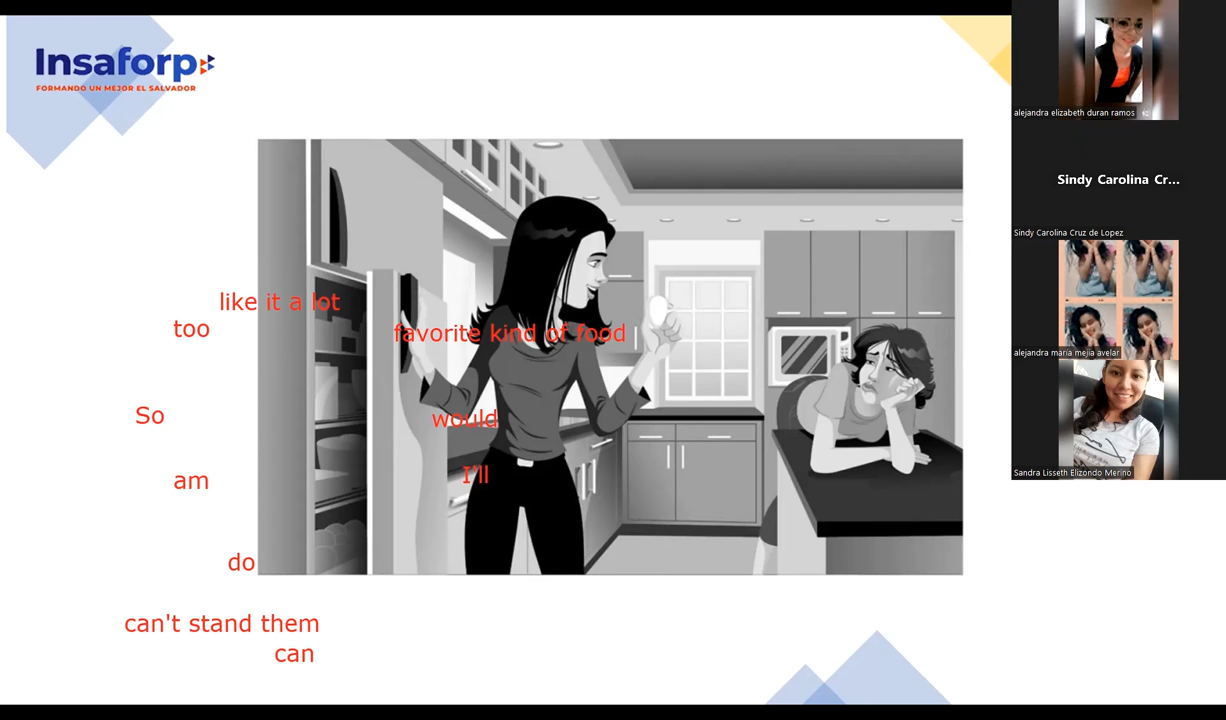 Insaforp
FORMANDO UN MEJOR EL SALVADOR
like it a lot
too
favorite kind of food
So
would
I'll
am
do
can't stand them
can
alejandra elizabeth duran ramos
Sindy Carolina Cr...
Sindy Carolina Cruz de Lopez
alejandra maria mejia avelar
Sandra Lisseth Elizondo Merino